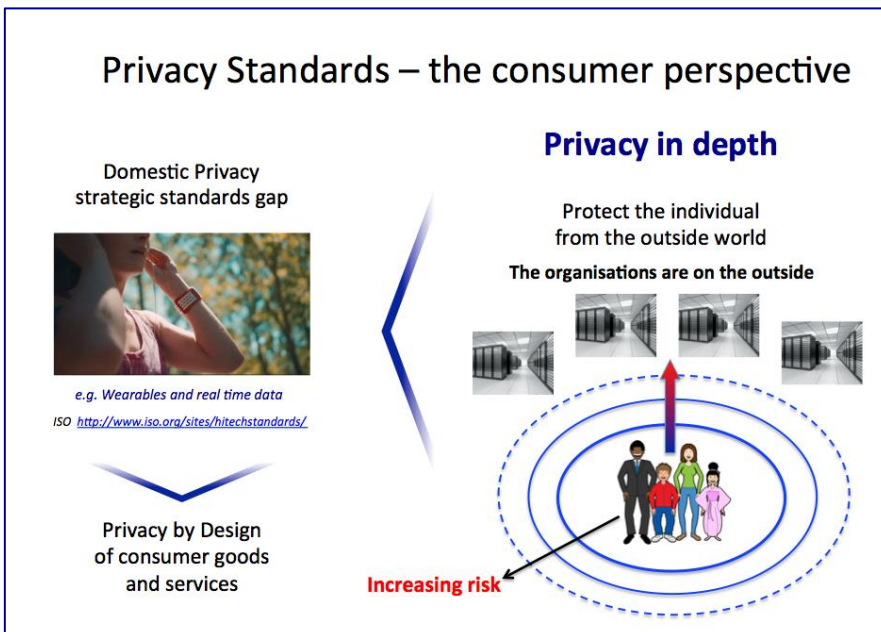 Privacy Standards – the consumer perspective
Domestic Privacy
strategic standards gap
e.g. Wearables and real time data
ISO http://www.iso.org/sites/hitechstandards/
Privacy by Design
of consumer goods
and services
Privacy in depth
Protect the individual
from the outside world
The organisations are on the outside
Increasing risk